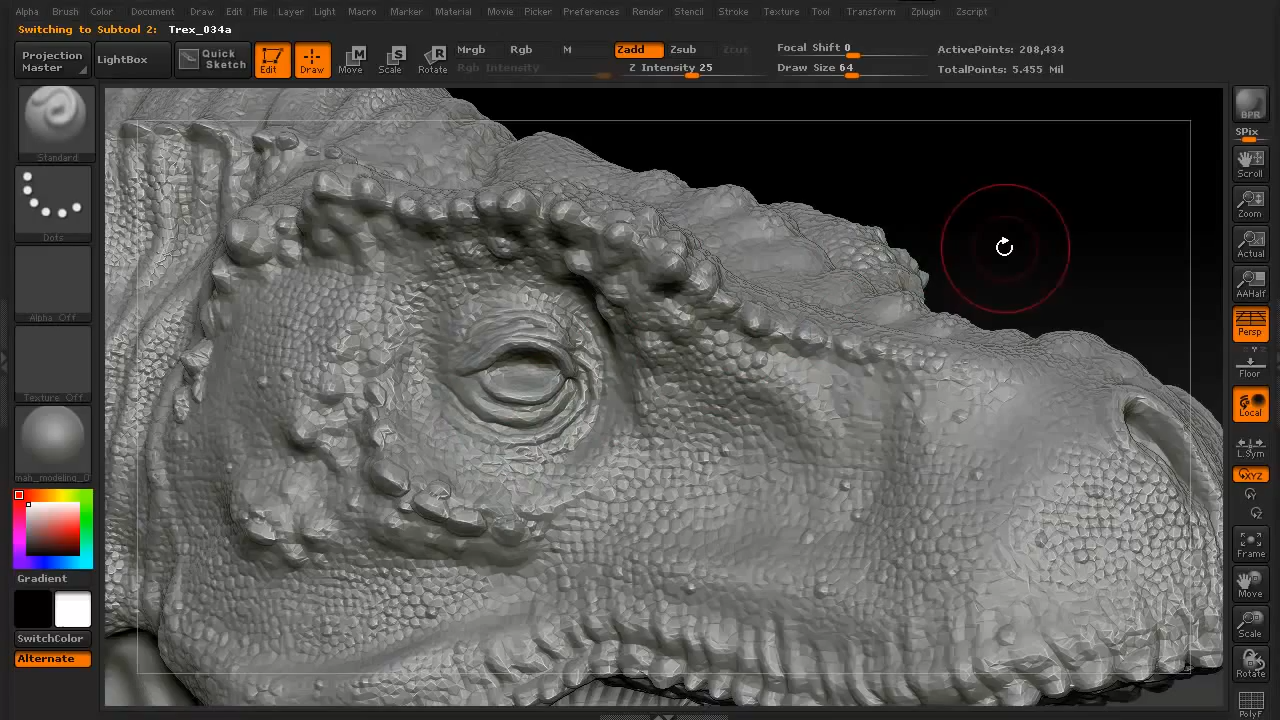 Alpha Brush Color Document Draw Edit File Layer Light Macro Marker Material Movie Picker Preferences Render Stencil Stroke Texture Tool Transform Zplugin Zscript
Switching to Subtool 2: Trex_034a
Projection Master
LightBox
Quick Sketch
Edit
Draw
Move
Scale
Rotate
Mrgb Rgb M
Rgb Intensity
Zadd Zsub Zcut
Z Intensity 25
Focal Shift 0
Draw Size 64
ActivePoints: 208,434
TotalPoints: 5.455 Mil
Standard
Dots
Alpha Off
Texture Off
Gradient
SwitchColor
Alternate
BPR
SPix
Scroll
Zoom
Actual
AAHalf
Persp
Floor
Local
L.Sym
XYZ
Frame
Move
Scale
Rotate
PolyF